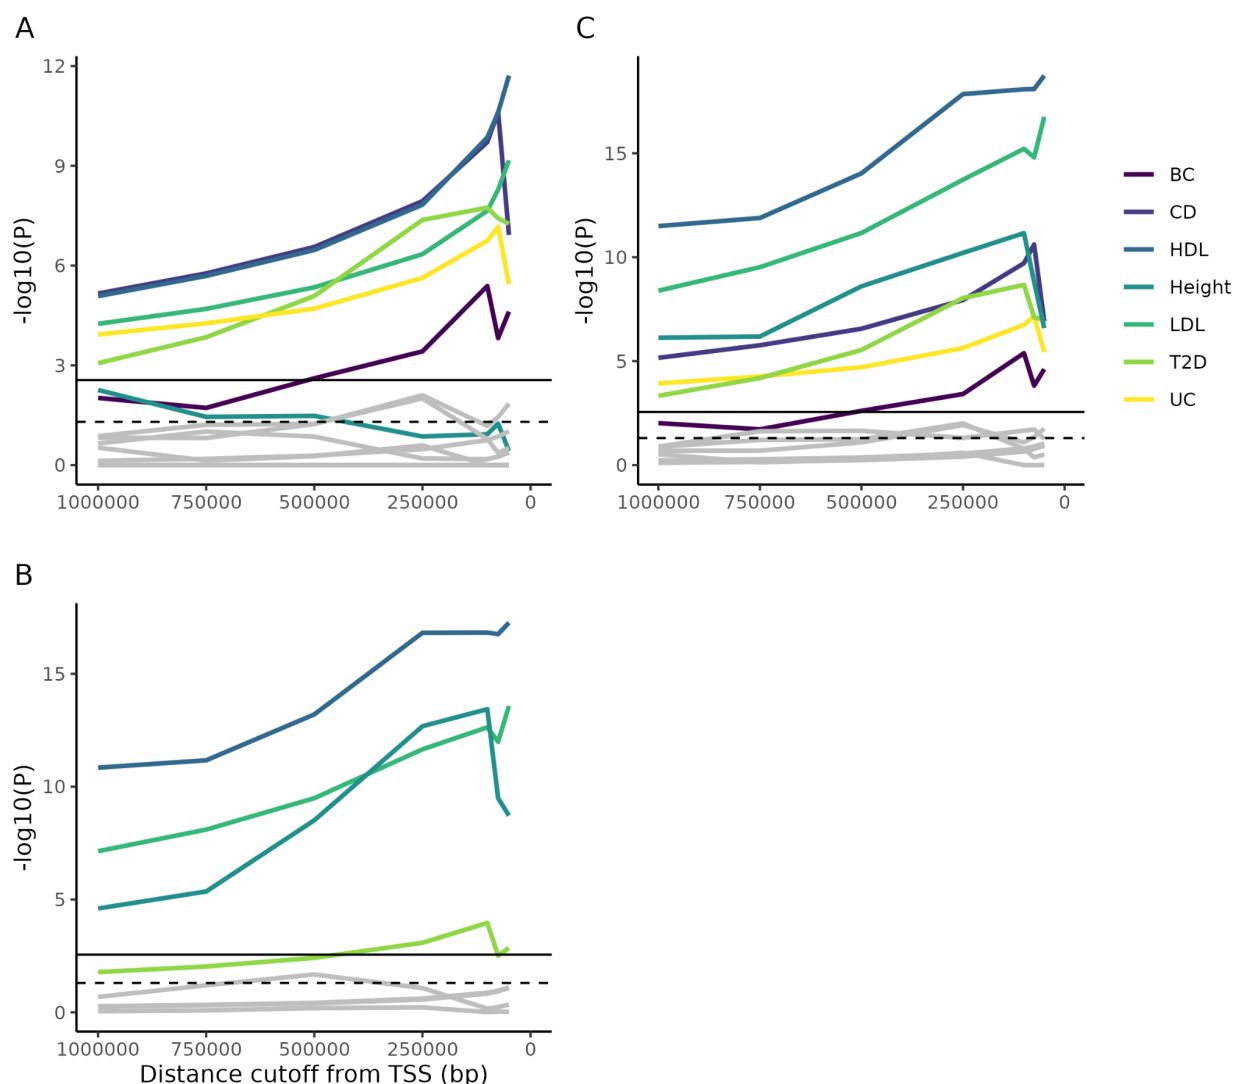 A
-log10(P)
12
9
6
3
0
1000000 750000 500000 250000 0
C
-log10(P)
15
10
5
0
1000000 750000 500000 250000 0
BC
CD
HDL
Height
LDL
T2D
UC
B
-log10(P)
15
10
5
0
1000000 750000 500000 250000 0
Distance cutoff from TSS (bp)